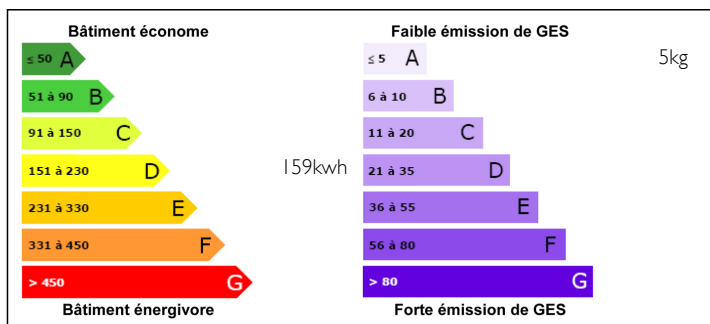 Bâtiment économe
≤ 50 A
51 à 90 B
91 à 150 C
151 à 230 D
159kwh
231 à 330 E
331 à 450 F
> 450 G
Bâtiment énergivore
Faible émission de GES
≤ 5 A
5kg
6 à 10 B
11 à 20 C
21 à 35 D
36 à 55 E
56 à 80 F
> 80 G
Forte émission de GES